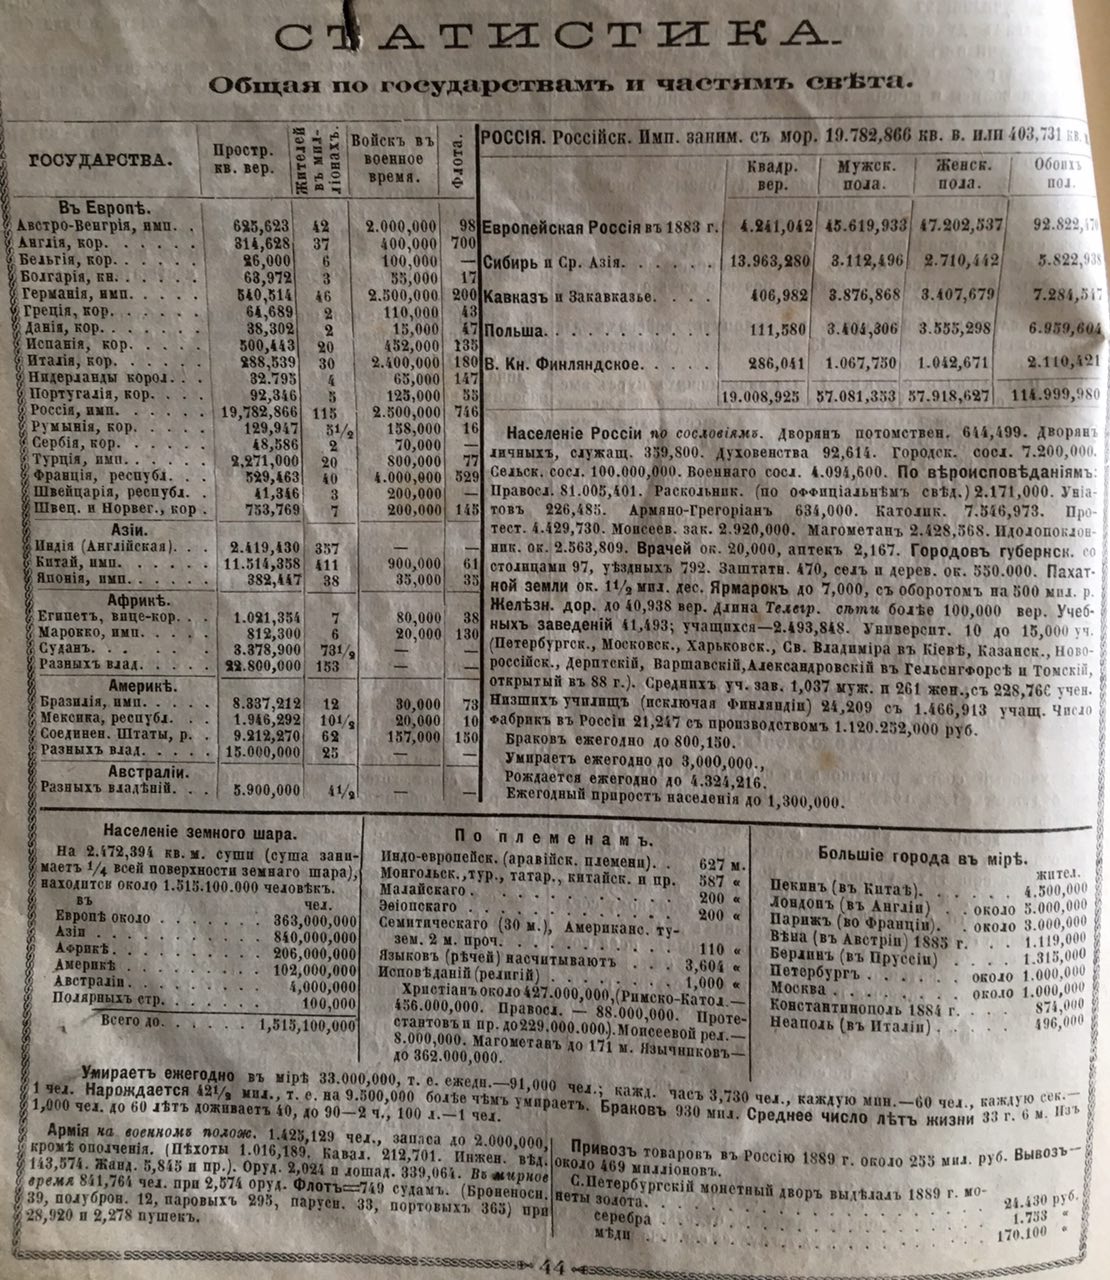 СТАТИСТИКА.
Общая по государствамъ и частямъ свѣта.
ГОСУДАРСТВА. Простр. кв. вер. Жителей въ миліонахъ. Войскъ въ военное время. Флота.
Въ Европѣ.
Австро-Венгрія, имп. . 625,623 42 2.000,000 98
Англія, кор. . . . . . 314,628 37 400,000 700
Бельгія, кор. . . . . . 26,000 6 100,000 —
Болгарія, кн. . . . . . 63,972 3 55,000 17
Германія, имп. . . . . 540,514 46 2.500,000 200
Греція, кор. . . . . . 64,689 2 110,000 43
Данія, кор. . . . . . . 38,302 2 15,000 47
Испанія, кор. . . . . 500,443 20 452,000 135
Италія, кор. . . . . . 288,539 30 2.400,000 180
Нидерланды корол. . . 32.795 4 65,000 147
Португалія, кор. . . . 92,346 5 125,000 55
Россія, имп. . . . . . 19,782,866 115 2.500,000 746
Румынія, кор. . . . . 129,947 51/2 158,000 16
Сербія, кор. . . . . . 48,586 2 70,000 —
Турція, имп. . . . . . 2,271,000 20 800,000 77
Франція, республ. . . 529,463 40 4.000,000 529
Швейцарія, республ. . 41,346 3 200,000 —
Швец. и Норвег., кор . 753,769 7 200,000 145
Азіи.
Индія (Англійская). . . 2.419,430 357 — —
Китай, имп. . . . . . 11.514,358 411 900,000 61
Японія, имп. . . . . . 382,447 38 35,000 35
Африкѣ.
Египетъ, вице-кор. . . 1.021,354 7 80,000 38
Марокко, имп. . . . . 812,300 6 20,000 130
Суданъ. . . . . . . 3.378,900 731/2 — —
Разныхъ влад. . . . . 22.800,000 153 — —
Америкѣ.
Бразилія, имп. . . . . 8.337,212 12 30,000 73
Мексика, республ. . . 1.946,292 101/2 20,000 10
Соединен. Штаты, р. . 9.212,270 62 157,000 150
Разныхъ влад. . . . . 15.000,000 25 — —
Австраліи.
Разныхъ владѣній. . . 5.900,000 41/2 — —
РОССІЯ. Россійск. Имп. заним. съ мор. 19.782,866 кв. в. или 403,731 кв.
Квадр. вер. Мужск. пола. Женск. пола. Обоихъ пол.
Европейская Россія въ 1883 г. 4.241,042 45.619,933 47.202,537 92.822,470
Сибирь и Ср. Азія. . . . . . 13.963,280 3.112,496 2.710,442 5.822,938
Кавказъ и Закавказье. . . . 406,982 3.876,868 3.407,679 7.284,547
Польша. . . . . . . . . . 111,580 3.404,306 3.555,298 6.959,604
В. Кн. Финляндское. . . . . 286,041 1.067,750 1.042,671 2.110,421
19.008,925 57.081,353 57.918,627 114.999,980
Населеніе Россіи по сословіямъ. Дворянъ потомствен. 644,499. Дворянъ
личныхъ, служащ. 359,800. Духовенства 92,614. Городск. сосл. 7.200,000.
Сельск. сосл. 100.000,000. Военнаго сосл. 4.094,600. По вѣроисповѣданіямъ:
Правосл. 81.005,401. Раскольник. (по оффиціальнѣм свѣд.) 2.171,000. Уніатовъ
226,485. Армяно-Грегоріанъ 634,000. Католик. 7.546,973. Протест.
4.429,730. Моисеев. зак. 2.920,000. Магометанъ 2.428,568. Идолопоклонник.
ок. 2.563,809. Врачей ок. 20,000, аптек 2,167. Городовъ губернск. со
столицами 97, уѣздныхъ 792. Заштатн. 470, селъ и дерев. ок. 550.000. Пахатной
земли ок. 11/2 мил. дес. Ярмарокъ до 7,000, съ оборотомъ на 500 мил. р.
Желѣзн. дор. до 40,938 вер. Длина Телегр. сѣти болѣе 100,000 вер. Учебныхъ
заведеній 41,493; учащихся—2.493,848. Университ. 10 до 15,000 уч.
(Петербургск., Московск., Харьковск., Св. Владиміра въ Кіевѣ, Казанск., Новороссійск.,
Дерптскій, Варшавскій, Александровскій въ Гельсингфорсѣ и Томскій,
открытый въ 88 г.). Среднихъ уч. зав. 1,037 муж. и 261 жен., съ 228,766 учен.
Низшихъ училищъ (исключая Финляндіи) 24,209 съ 1.466,913 учащ. Число
Фабрикъ въ Россіи 21,247 съ производствомъ 1.120.252,000 руб.
Браковъ ежегодно до 800,150.
Умираетъ ежегодно до 3,000,000.,
Рождается ежегодно до 4.324,216.
Ежегодный приростъ населенія до 1,300,000.
Населеніе земного шара.
На 2.472,394 кв. м. суши (суша занимаетъ
1/4 всей поверхности земнаго шара),
находится около 1.515.100.000 человѣкъ.
въ чел.
Европѣ около . . . . . . . 363,000,000
Азіи . . . . . . . . . . . 840,000,000
Африкѣ. . . . . . . . . . 206,000,000
Америкѣ . . . . . . . . . 102,000,000
Австраліи. . . . . . . . . 4,000,000
Полярныхъ стр. . . . . . . 100,000
Всего до. . . . . . 1,515,100,000
По племенамъ.
Индо-европейск. (аравійск. племени). . 627 м.
Монгольск., тур., татар., китайск. и пр. 587 «
Малайскаго . . . . . . . . . 200 «
Эѳіопскаго . . . . . . . . . 200 «
Семитическаго (30 м.), Американс. тузем.
2 м. проч. . . . . . . . . 110 «
Языковъ (рѣчей) насчитываютъ . . . 3,604 «
Исповѣданій (религій) . . . . . . 1,000 «
Христіанъ около 427.000,000, (Римско-Катол.—
456.000,000. Правосл. — 88.000,000. Протестантовъ
и пр. до 229.000.000.). Моисеевой рел.—
8.000,000. Магометанъ до 171 м. Язычниковъ—
до 362.000,000.
Большіе города въ мірѣ.
жител.
Пекинъ (въ Китаѣ). . . . . . 4.500,000
Лондонъ (въ Англіи) . . около 5.000,000
Парижъ (во Франціи). . около 3.000,000
Вѣна (въ Австріи) 1885 г. . . 1.119,000
Берлинъ (въ Пруссіи) . . . . 1.315,000
Петербургъ . . . . . около 1.000,000
Москва . . . . . . . около 1.000,000
Константинополь 1884 г. . . . 874,000
Неаполь (въ Италіи) . . . . . 496,000
Умираетъ ежегодно въ мірѣ 33.000,000, т. е. ежедн.—91,000 чел.; кажд. часъ 3,730 чел., каждую мин.—60 чел., каждую сек.—
1 чел. Нарождается 421/2 мил., т. е. на 9.500,000 болѣе чѣмъ умираетъ. Браковъ 930 мил. Среднее число лѣтъ жизни 33 г. 6 м. Изъ
1,000 чел. до 60 лѣтъ доживаетъ 40, до 90—2 ч., 100 л.—1 чел.
Армія на военномъ полож. 1.425,129 чел., запаса до 2.000,000,
кромѣ ополченія. (Пѣхоты 1.016,189. Кавал. 212,701. Инжен. вѣд.
143,574. Жанд. 5,845 и пр.). Оруд. 2,024 и лошад. 339,064. Въ мирное
время 841,764 чел. при 2,574 оруд. Флотъ=749 судамъ. (Броненосн.
39, полуброн. 12, паровыхъ 295, парусн. 33, портовыхъ 365) при
28,920 и 2,278 пушекъ.
Привозъ товаровъ въ Россію 1889 г. около 255 мил. руб. Вывозъ—
около 469 милліоновъ.
С.Петербургскій монетный дворъ выдѣлалъ 1889 г. монеты
золота. . . . . . . . . . . 24.430 руб.
серебра . . . . . . . . . . 1.753 «
мѣди . . . . . . . . . . 170.100 «
44